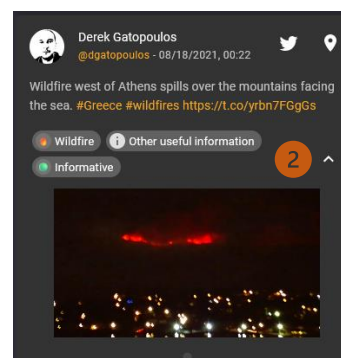 Derek Gatopoulos
@dgatopoulos - 08/18/2021, 00:22
Wildfire west of Athens spills over the mountains facing
the sea. #Greece #wildfires https://t.co/yrbn7FGgGs
Wildfire
Other useful information
2
Informative